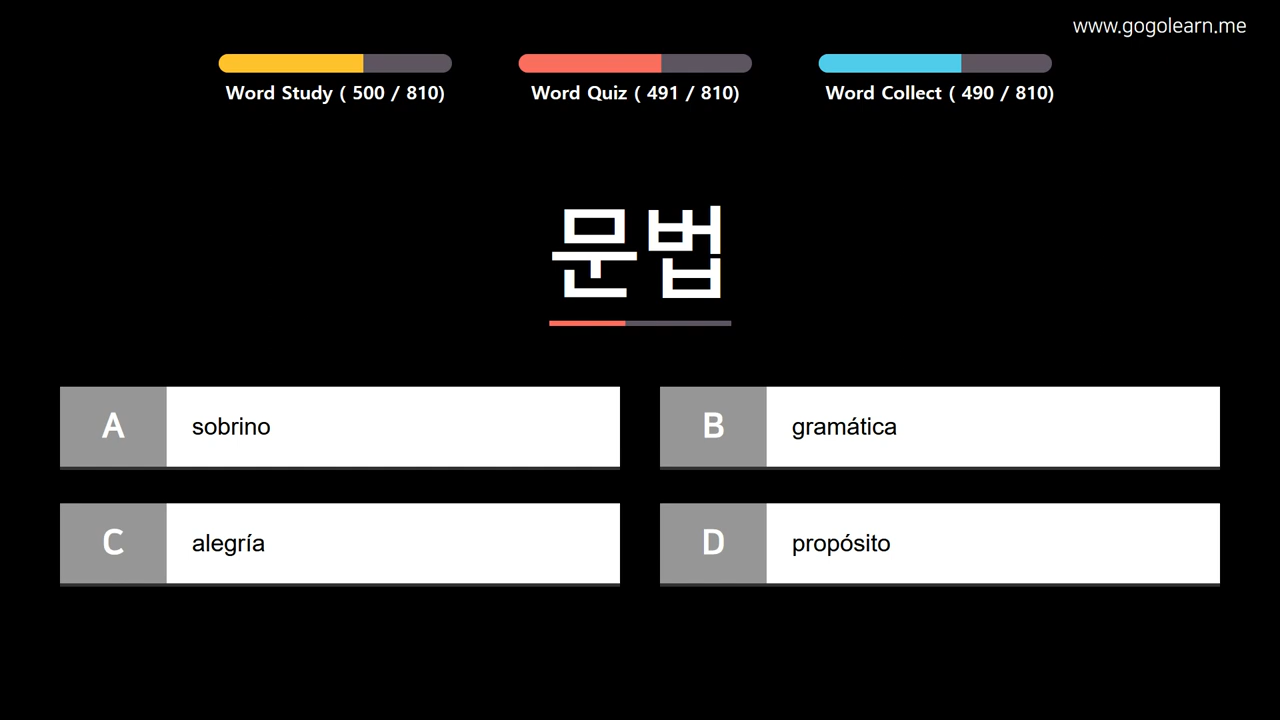 www.gogolearn.me
Word Study ( 500 / 810)
Word Quiz ( 491 / 810)
Word Collect ( 490 / 810)
문법
A
sobrino
B
gramática
C
alegría
D
propósito